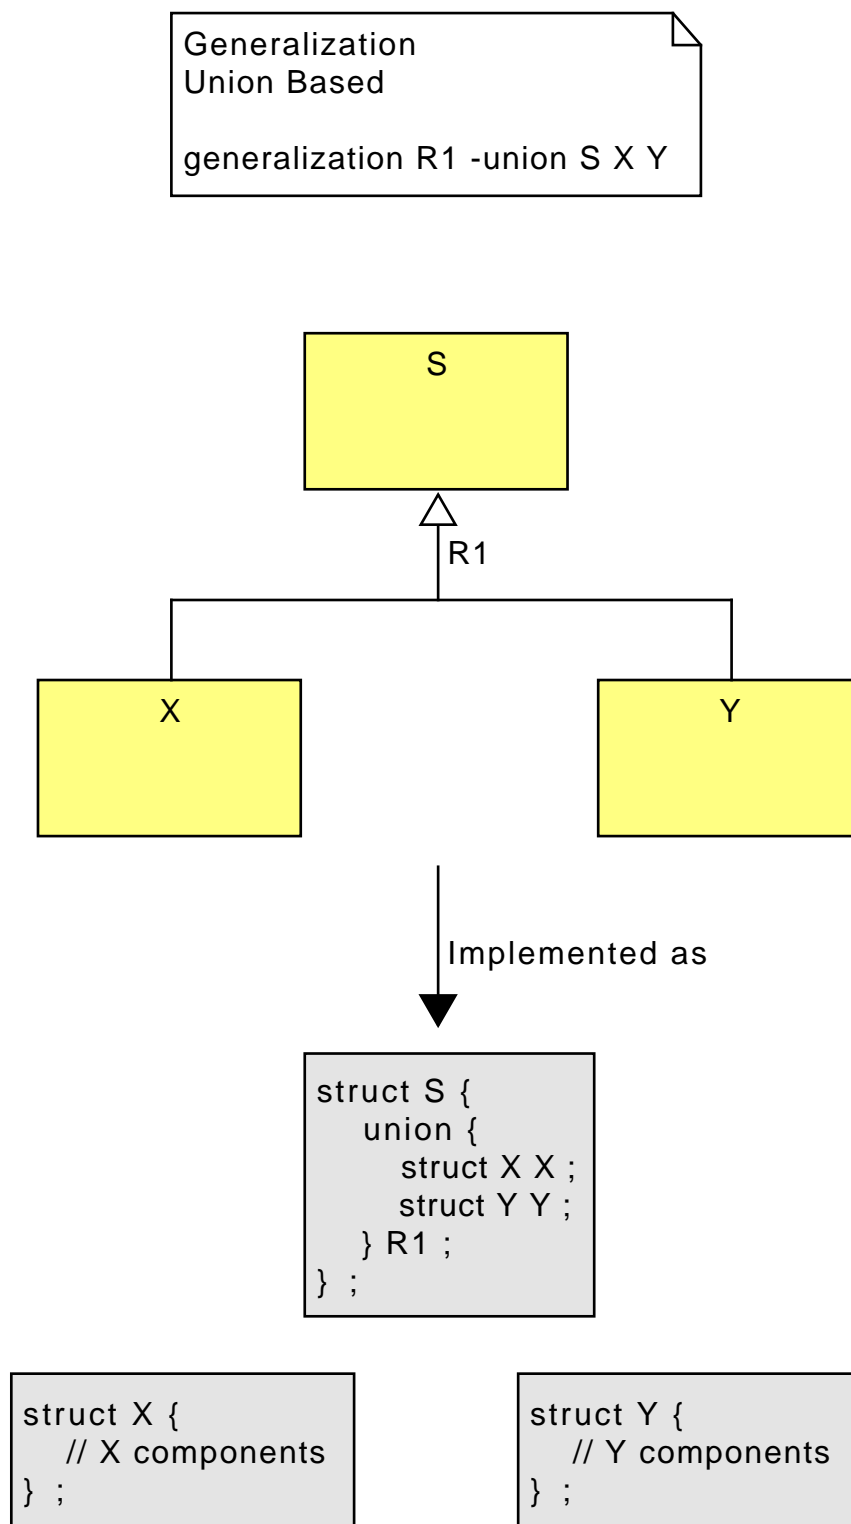 Generalization
Union Based
generalization R1 -union S X Y
S
R1
X
Y
Implemented as
struct S {
union {
struct X X ;
struct Y Y ;
} R1 ;
} ;
struct X {
// X components
} ;
struct Y {
// Y components
} ;